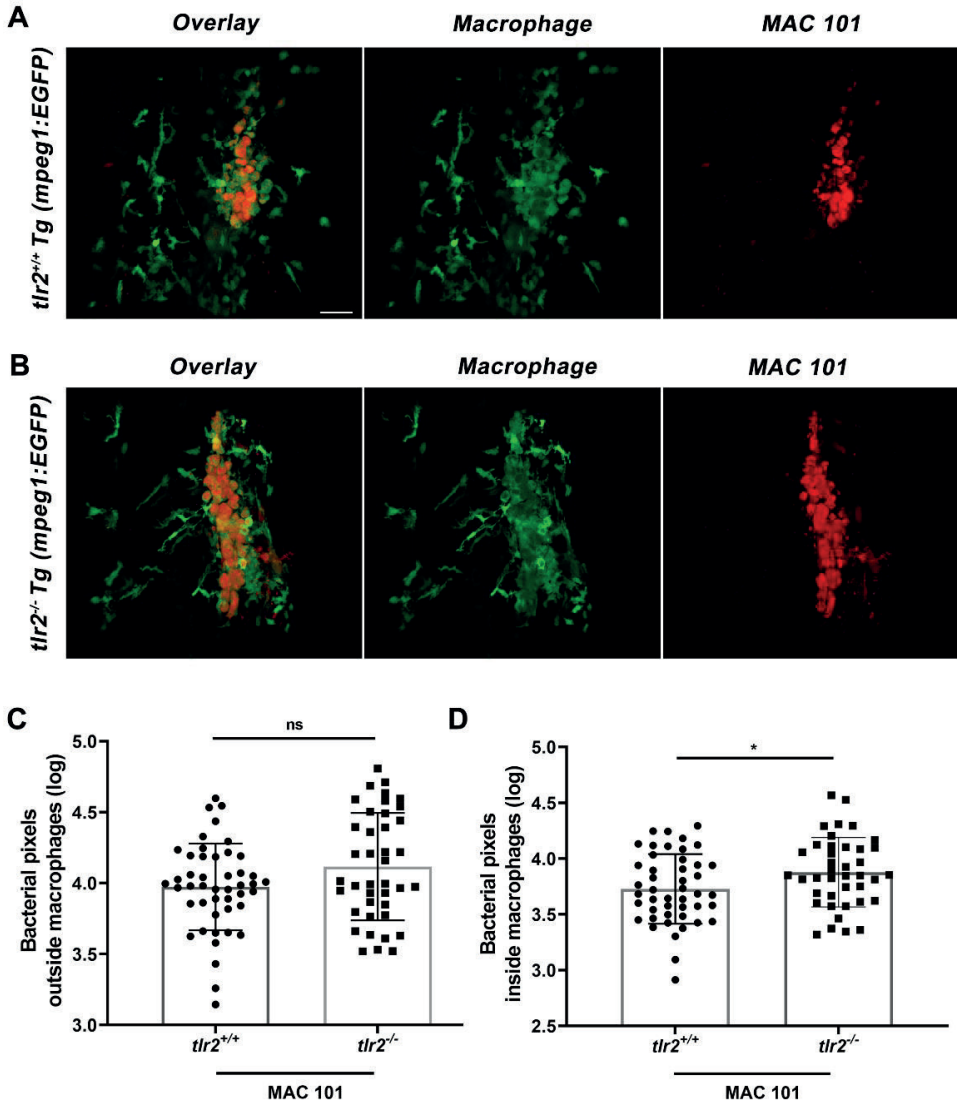 A
Overlay
Macrophage
MAC 101
tlr2+/+ Tg (mpeg1:EGFP)
B
Overlay
Macrophage
MAC 101
tlr2-/- Tg (mpeg1:EGFP)
C
Bacterial pixels
outside macrophages (log)
5.0
4.5
4.0
3.5
3.0
ns
tlr2+/+
tlr2-/-
MAC 101
D
Bacterial pixels
inside macrophages (log)
5.0
4.5
4.0
3.5
3.0
2.5
*
tlr2+/+
tlr2-/-
MAC 101